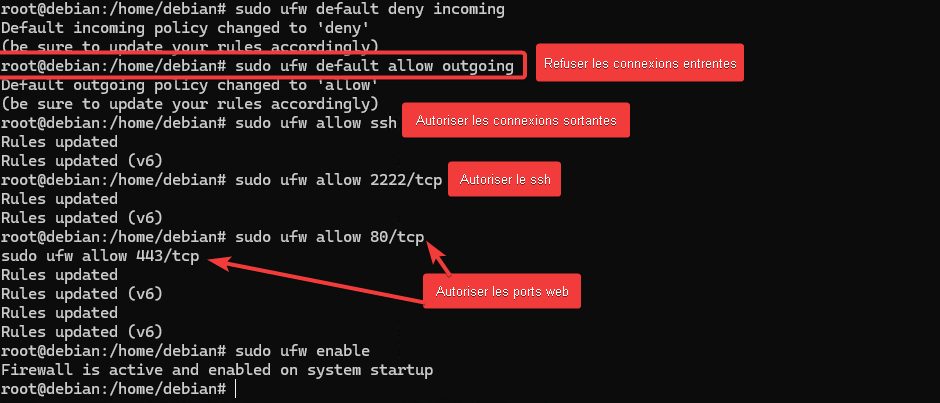 root@debian:/home/debian# sudo ufw default deny incoming
Default incoming policy changed to 'deny'
(be sure to update your rules accordingly)
root@debian:/home/debian# sudo ufw default allow outgoing
Refuser les connexions entrentes
Default outgoing policy changed to 'allow'
(be sure to update your rules accordingly)
root@debian:/home/debian# sudo ufw allow ssh
Autoriser les connexions sortantes
Rules updated
Rules updated (v6)
root@debian:/home/debian# sudo ufw allow 2222/tcp
Autoriser le ssh
Rules updated
Rules updated (v6)
root@debian:/home/debian# sudo ufw allow 80/tcp
sudo ufw allow 443/tcp
Rules updated
Rules updated (v6)
Autoriser les ports web
Rules updated
Rules updated (v6)
root@debian:/home/debian# sudo ufw enable
Firewall is active and enabled on system startup
root@debian:/home/debian#